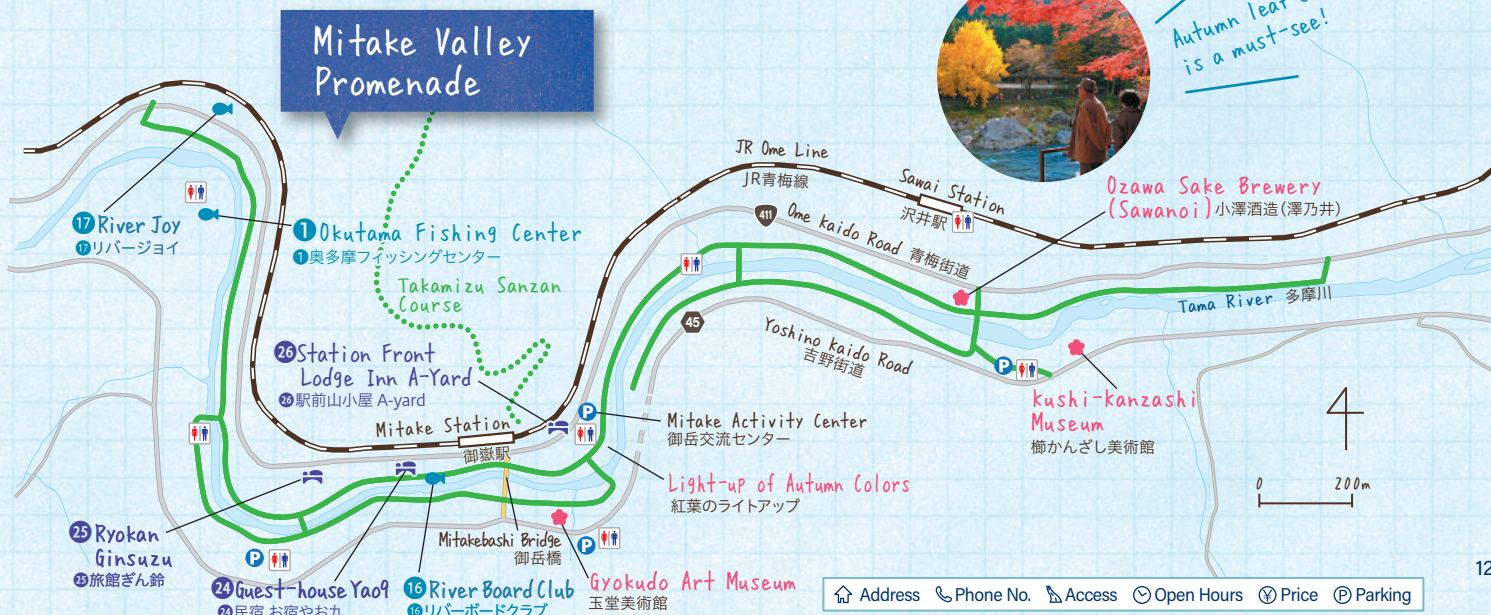 Mitake Valley
Promenade
Autumn leaf
is a must-see!
JR Ome Line
JR青梅線
Sawai Station
沢井駅
Ozawa Sake Brewery
(Sawanoi) 小澤酒造(澤乃井)
17 River Joy
17 リバージョイ
1 Okutama Fishing Center
1 奥多摩フィッシングセンター
411
Ome kaido Road 青梅街道
Takamizu Sanzan
Course
Tama River 多摩川
45
Yoshino kaido Road
吉野街道
26 Station Front
Lodge Inn A-Yard
26 駅前山小屋 A-yard
P
kushi-kanzashi
Museum
櫛かんざし美術館
Mitake Station
御嶽駅
P
Mitake Activity Center
御岳交流センター
Light-up of Autumn Colors
紅葉のライトアップ
0 200m
25 Ryokan
Ginsuzu
25 旅館ぎん鈴
P
Mitakebashi Bridge
御岳橋
P
24 Guest-house Yao9
24 民宿 お宿やお九
16 River Board Club
16 リバーボードクラブ
Gyokudo Art Museum
玉堂美術館
Address Phone No. Access Open Hours ¥ Price P Parking
12